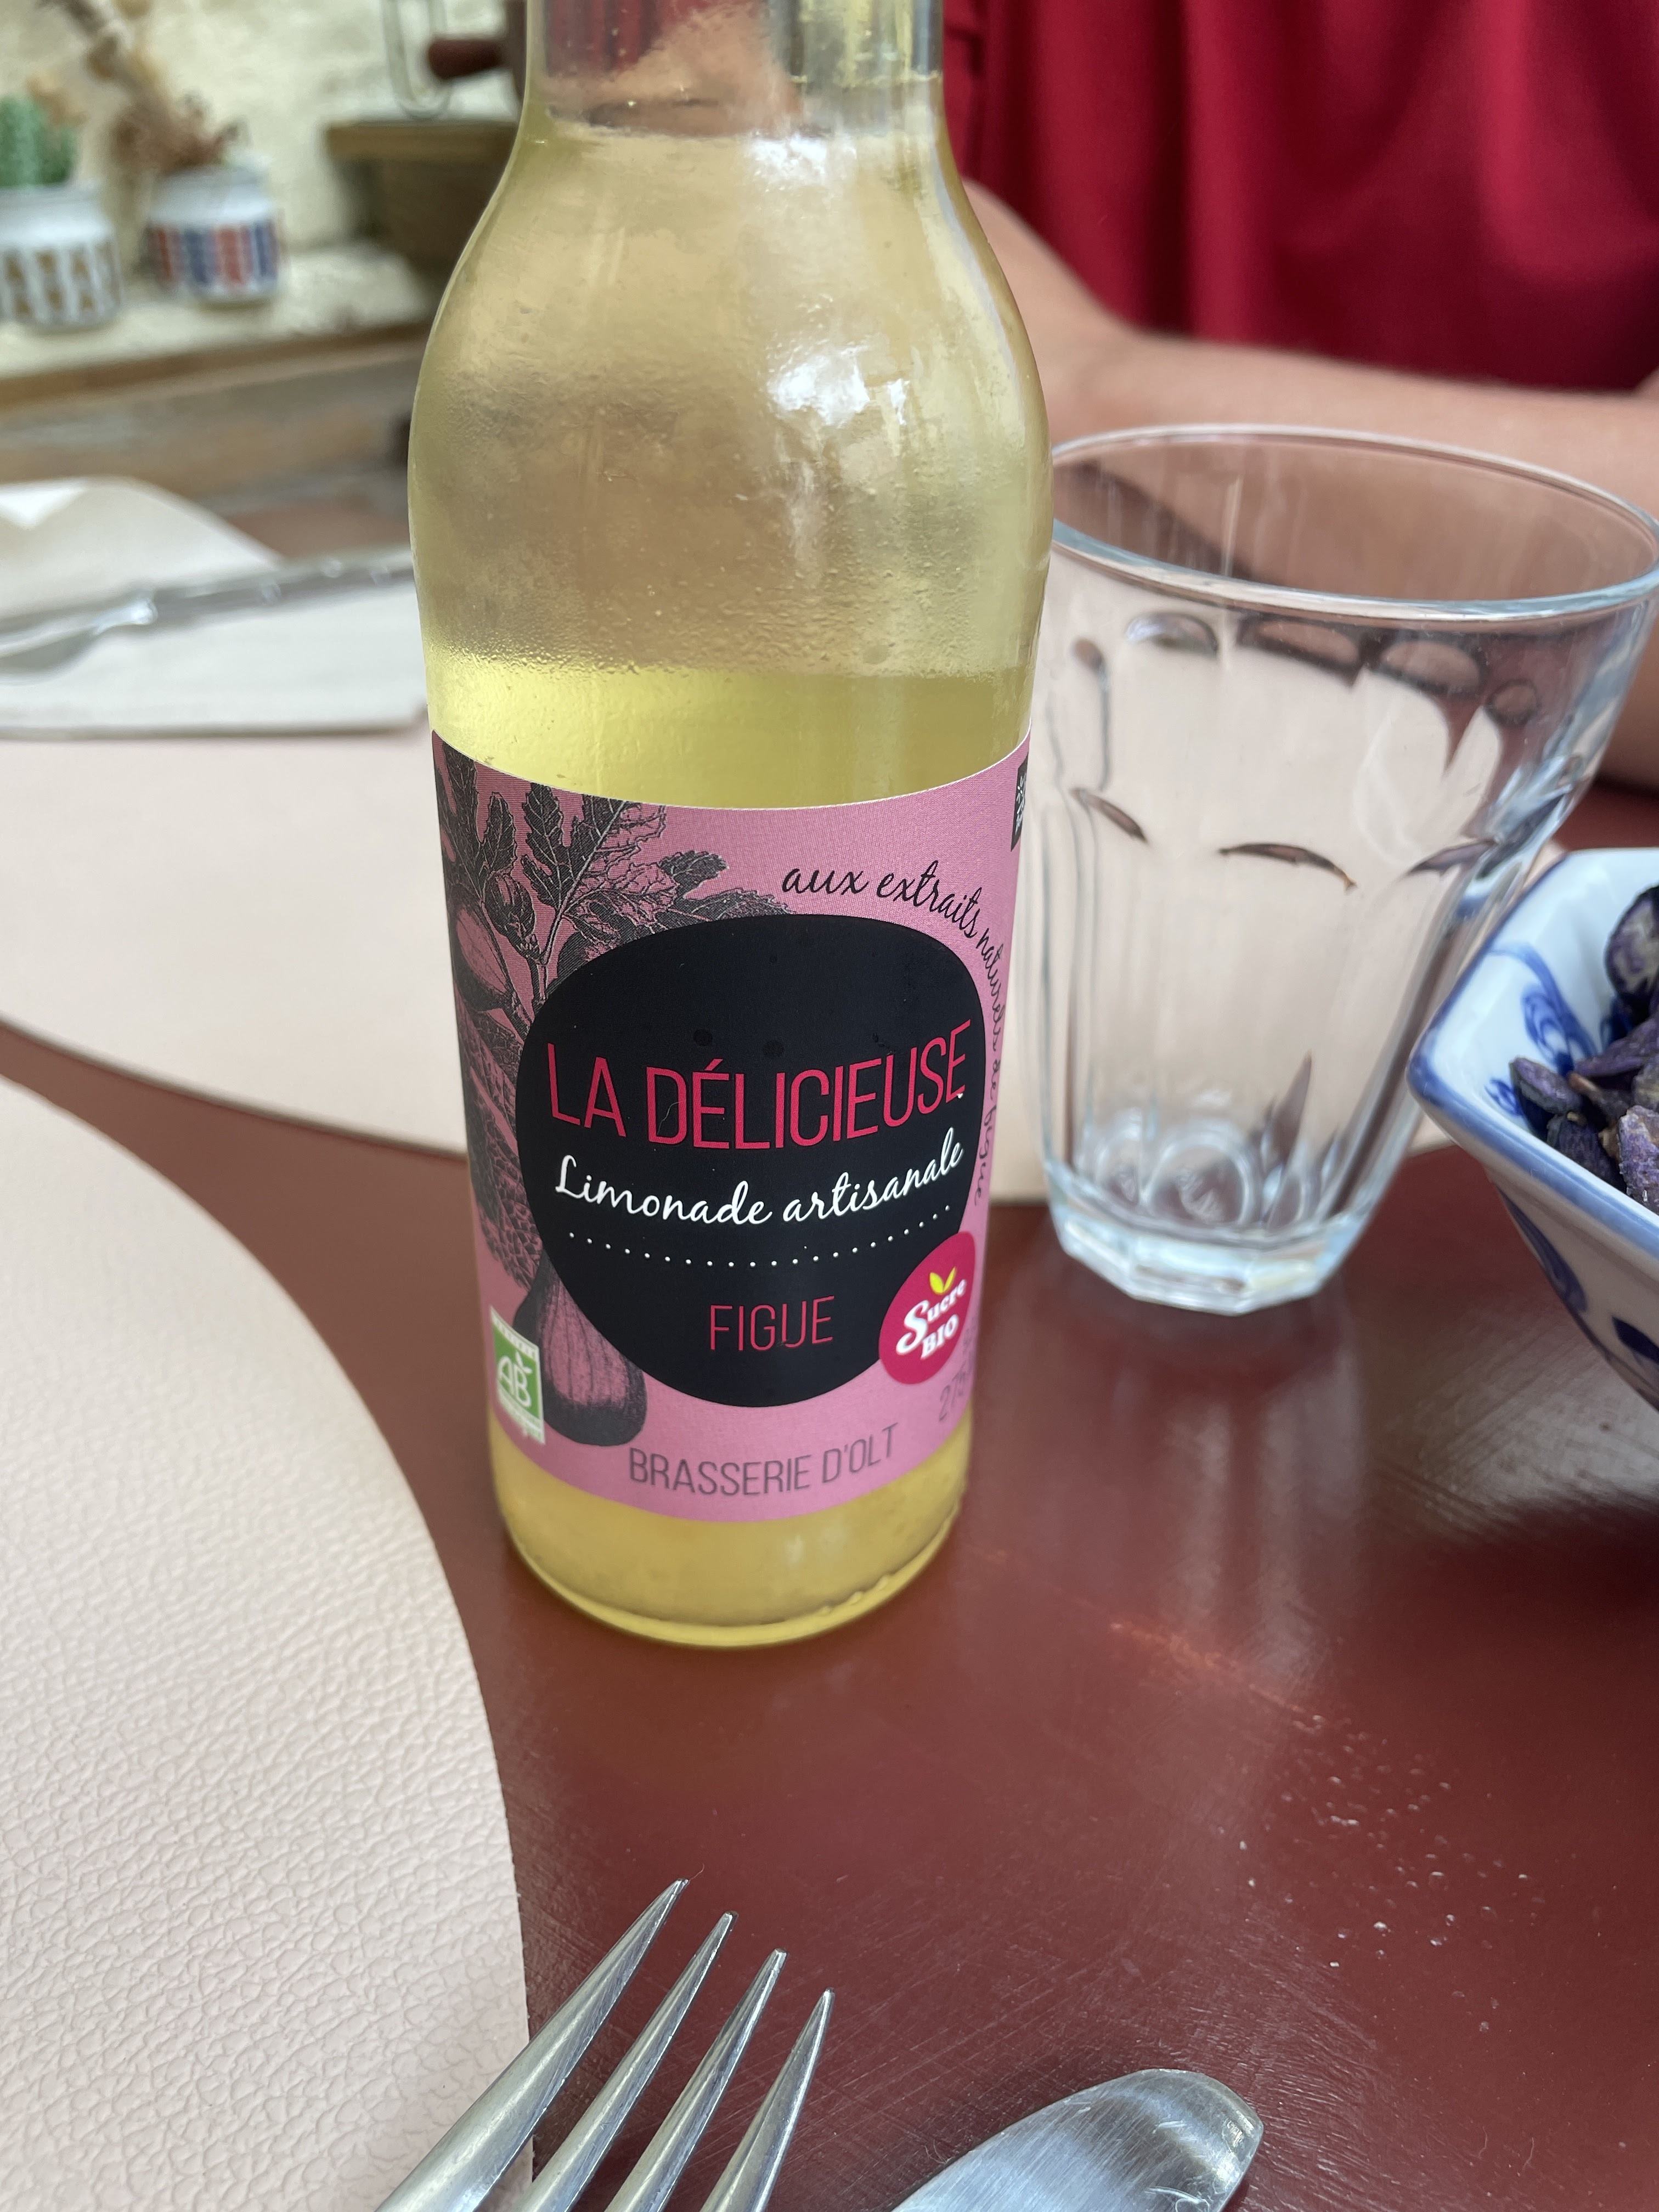 aux extraits naturels de figue
LA DÉLICIEUSE
Limonade artisanale
FIGUE
Sucre
BIO
AB
BRASSERIE D'OLT